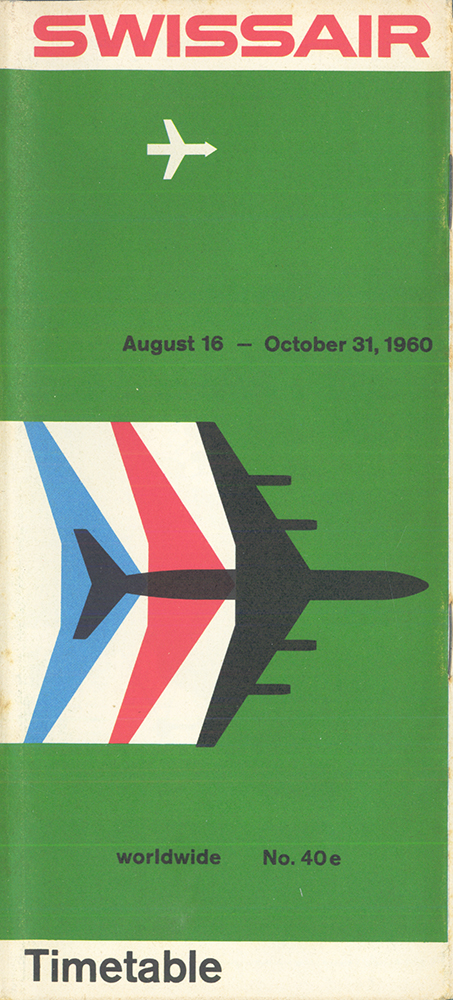 SWISSAIR
August 16 – October 31, 1960
worldwide No. 40e
Timetable